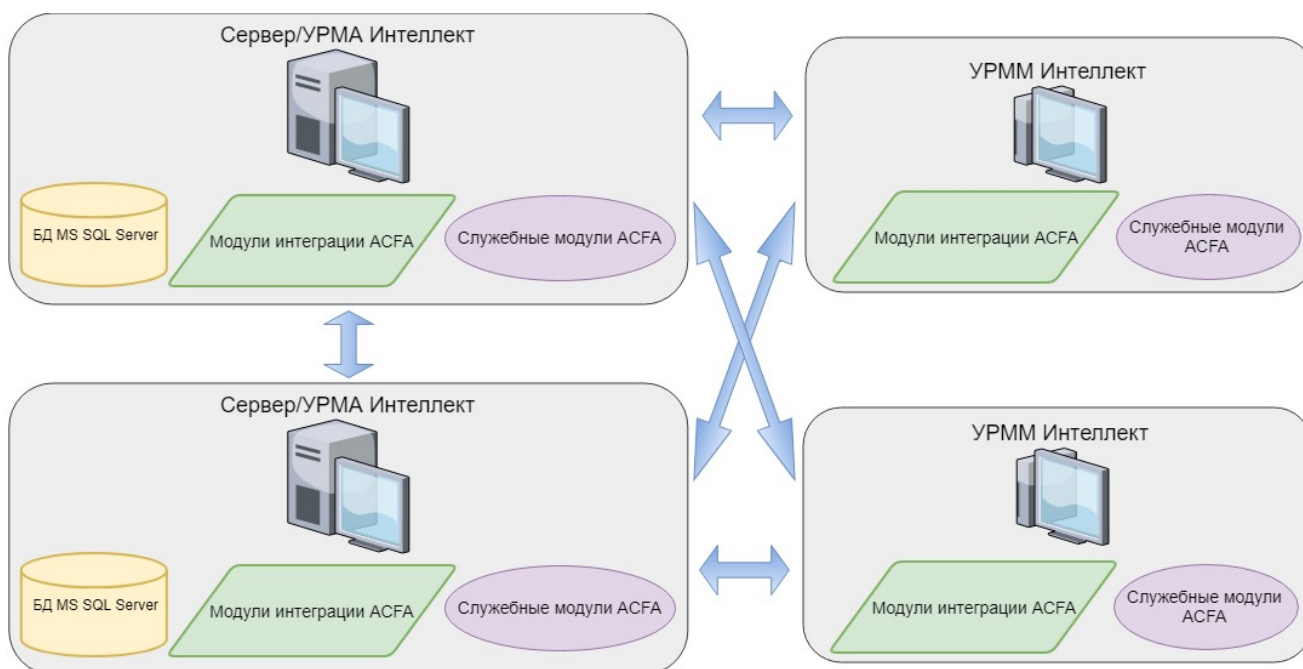 Сервер/УРМА Интеллект
БД MS SQL Server
Модули интеграции ACFA
Служебные модули ACFA
УРММ Интеллект
Модули интеграции ACFA
Служебные модули
ACFA
Сервер/УРМА Интеллект
БД MS SQL Server
Модули интеграции ACFA
Служебные модули ACFA
УРММ Интеллект
Модули интеграции ACFA
Служебные модули
ACFA